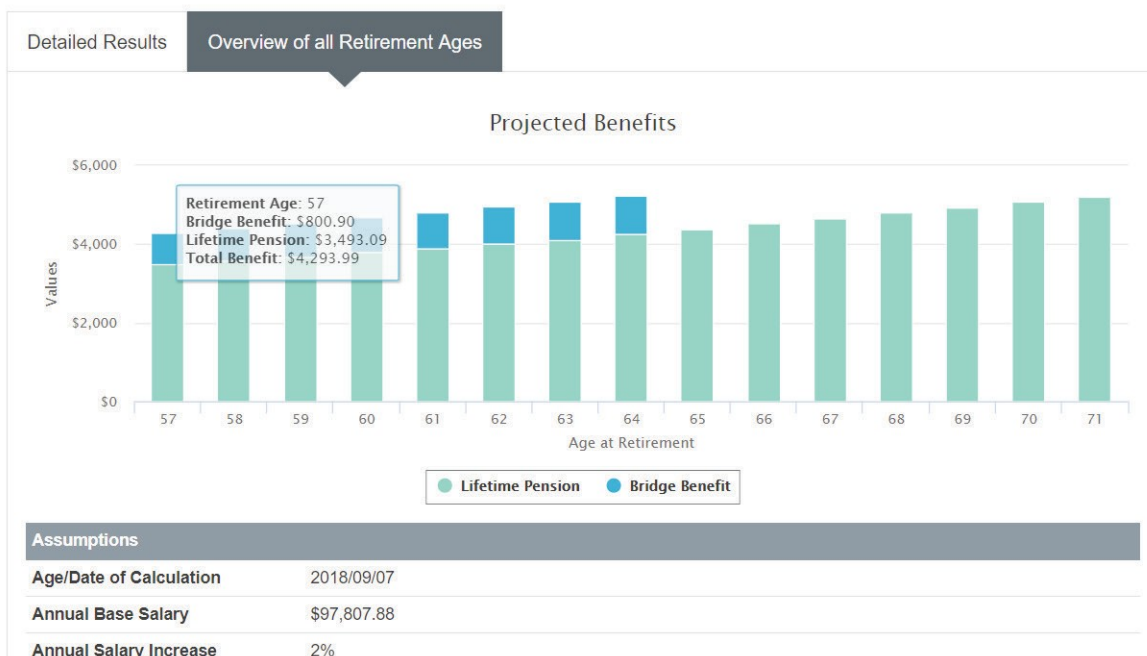 Detailed Results
Overview of all Retirement Ages
Projected Benefits
$6,000
$4,000
$2,000
$0
Values
Retirement Age: 57
Bridge Benefit: $800.90
Lifetime Pension: $3,493.09
Total Benefit: $4,293.99
57 58 59 60 61 62 63 64 65 66 67 68 69 70 71
Age at Retirement
Lifetime Pension Bridge Benefit
Assumptions
Age/Date of Calculation 2018/09/07
Annual Base Salary $97,807.88
Annual Salary Increase 2%